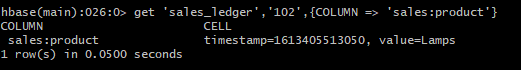 hbase(main):026:0> get 'sales_ledger','102',{COLUMN => 'sales:product'}
COLUMN                          CELL
 sales:product                  timestamp=1613405513050, value=Lamps
1 row(s) in 0.0500 seconds